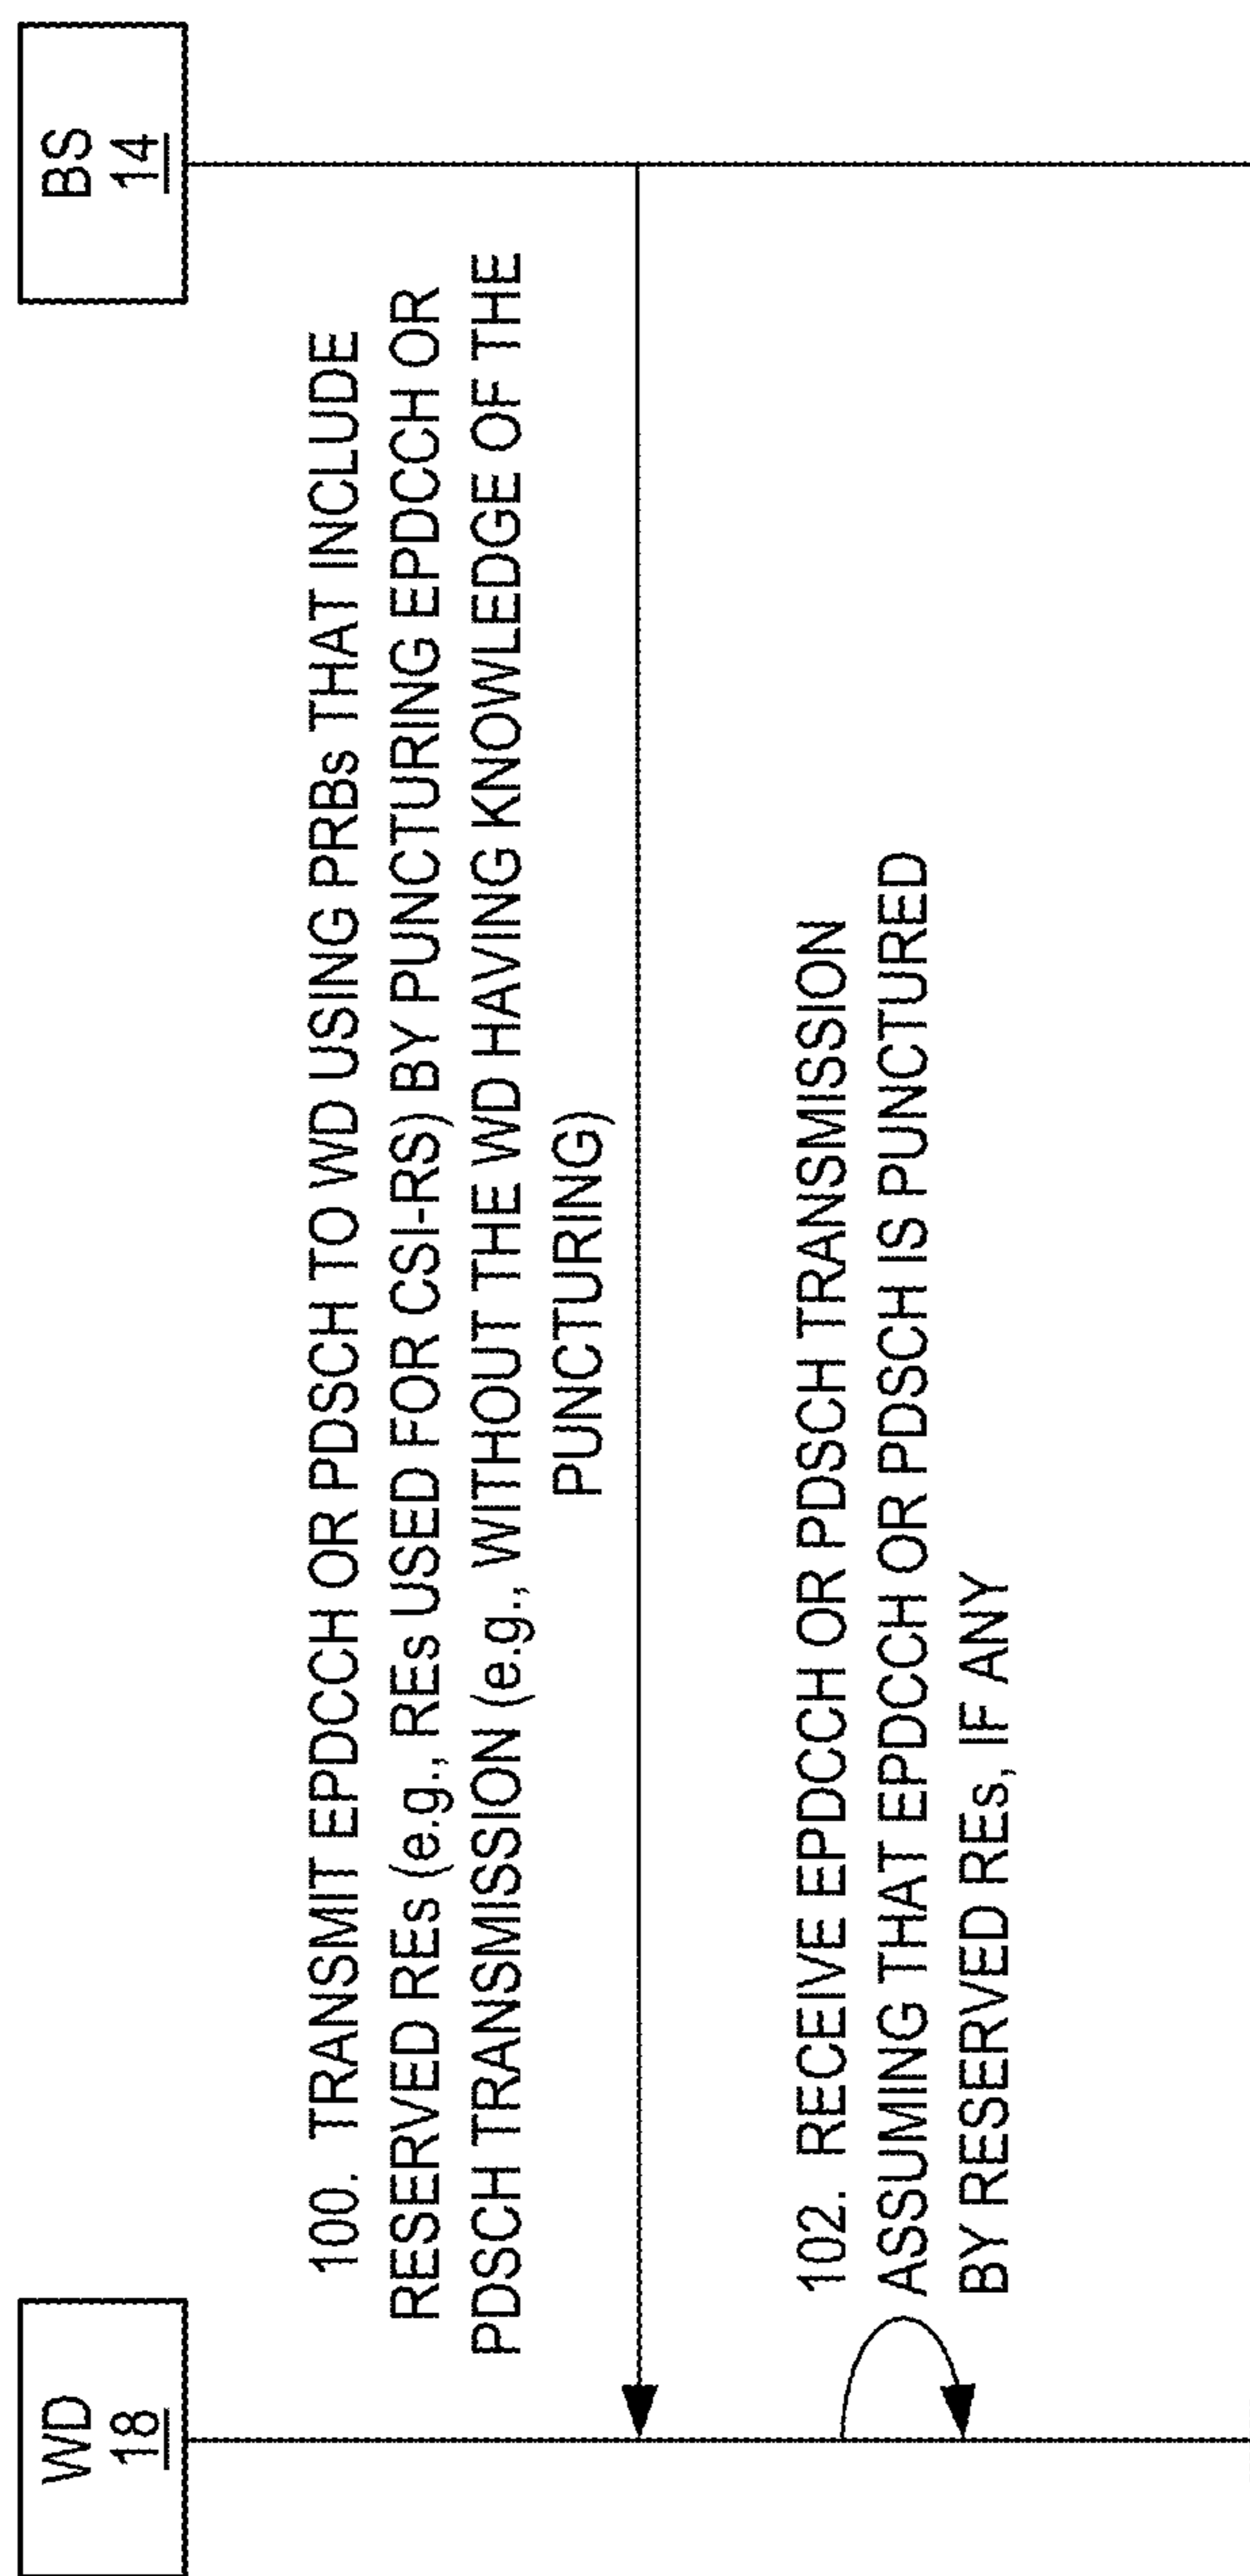 WD
18
BS
14
100. TRANSMIT EPDCCH OR PDSCH TO WD USING PRBs THAT INCLUDE
RESERVED REs (e.g., REs USED FOR CSI-RS) BY PUNCTURING EPDCCH OR
PDSCH TRANSMISSION (e.g., WITHOUT THE WD HAVING KNOWLEDGE OF THE
PUNCTURING)
102. RECEIVE EPDCCH OR PDSCH TRANSMISSION
ASSUMING THAT EPDCCH OR PDSCH IS PUNCTURED
BY RESERVED REs, IF ANY